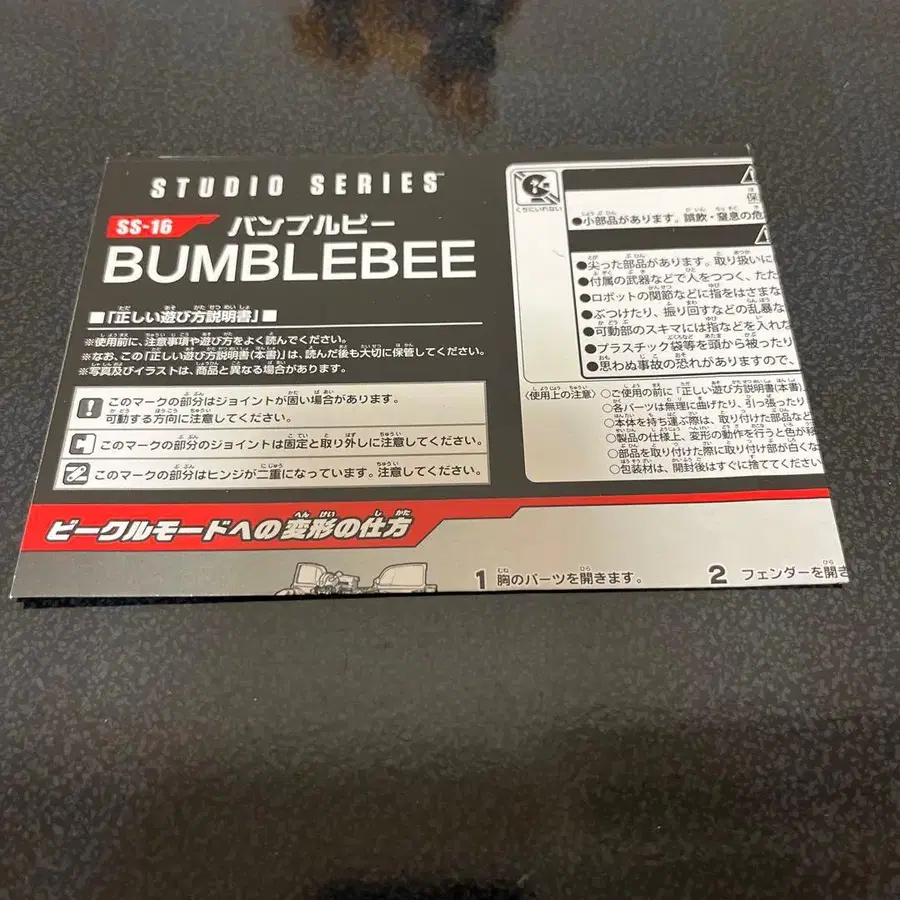 STUDIO SERIES™
SS-16 バンブルビー
BUMBLEBEE
■「正しい遊び方説明書」■
※使用前に、注意事項や遊び方をよく読んでください。
※なお、この「正しい遊び方説明書(本書)」は、読んだ後も大切に保管してください。
※写真及びイラストは、商品と異なる場合があります。
このマークの部分はジョイントが固い場合があります。
可動する方向に注意してください。
このマークの部分のジョイントは固定と取り外しに注意してください。
このマークの部分はヒンジが二重になっています。注意してください。
くちにいれない
保
●小部品があります。誤飲・窒息の危
●尖った部品があります。取り扱いに
●付属の武器などで人をつつく、たた
●ロボットの関節などに指をはさまな
●ぶつけたり、振り回すなどの乱暴な
●可動部のスキマには指などを入れな
●プラスチック袋等を頭から被ったり
●思わぬ事故の恐れがありますので、
〈使用上の注意〉○ご使用の前に「正しい遊び方説明書(本書)
○各パーツは無理に曲げたり、引っ張ったり
○本体を持ち運ぶ際は、取り付けた部品など
○製品の仕様上、変形の動作を行うと色が移
○部品を取り付けた際に取り付け部が白くな
○包装材は、開封後はすぐに捨ててください
ビークルモードへの変形の仕方
1 胸のパーツを開きます。
2 フェンダーを開き